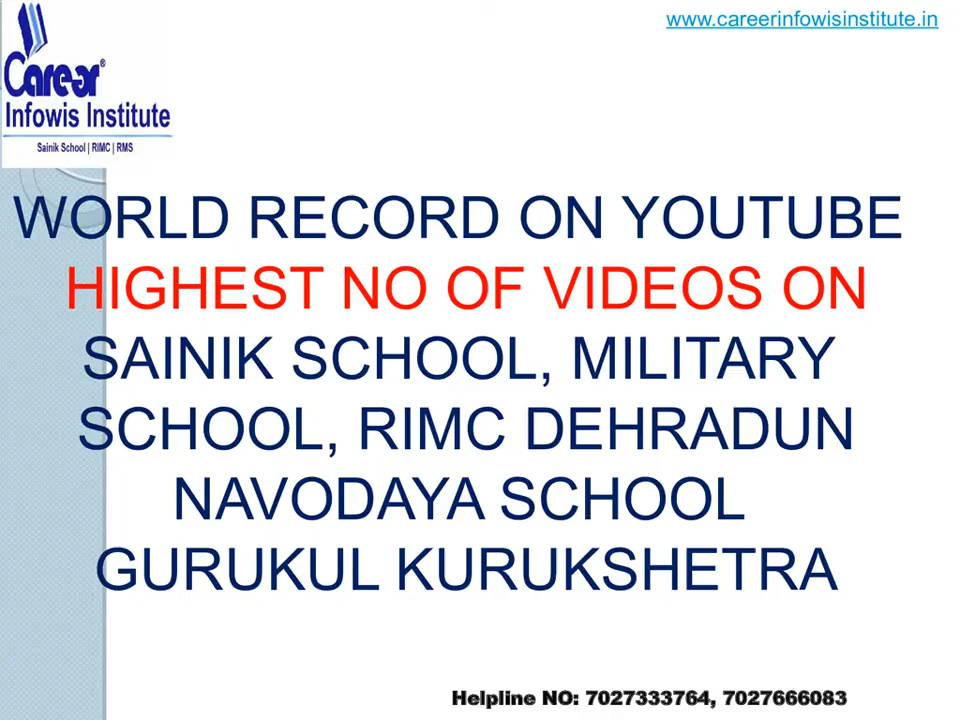 www.careerinfowisinstitute.in
Career®
Infowis Institute
Sainik School | RIMC | RMS
WORLD RECORD ON YOUTUBE
HIGHEST NO OF VIDEOS ON
SAINIK SCHOOL, MILITARY
SCHOOL, RIMC DEHRADUN
NAVODAYA SCHOOL
GURUKUL KURUKSHETRA
Helpline NO: 7027333764, 7027666083